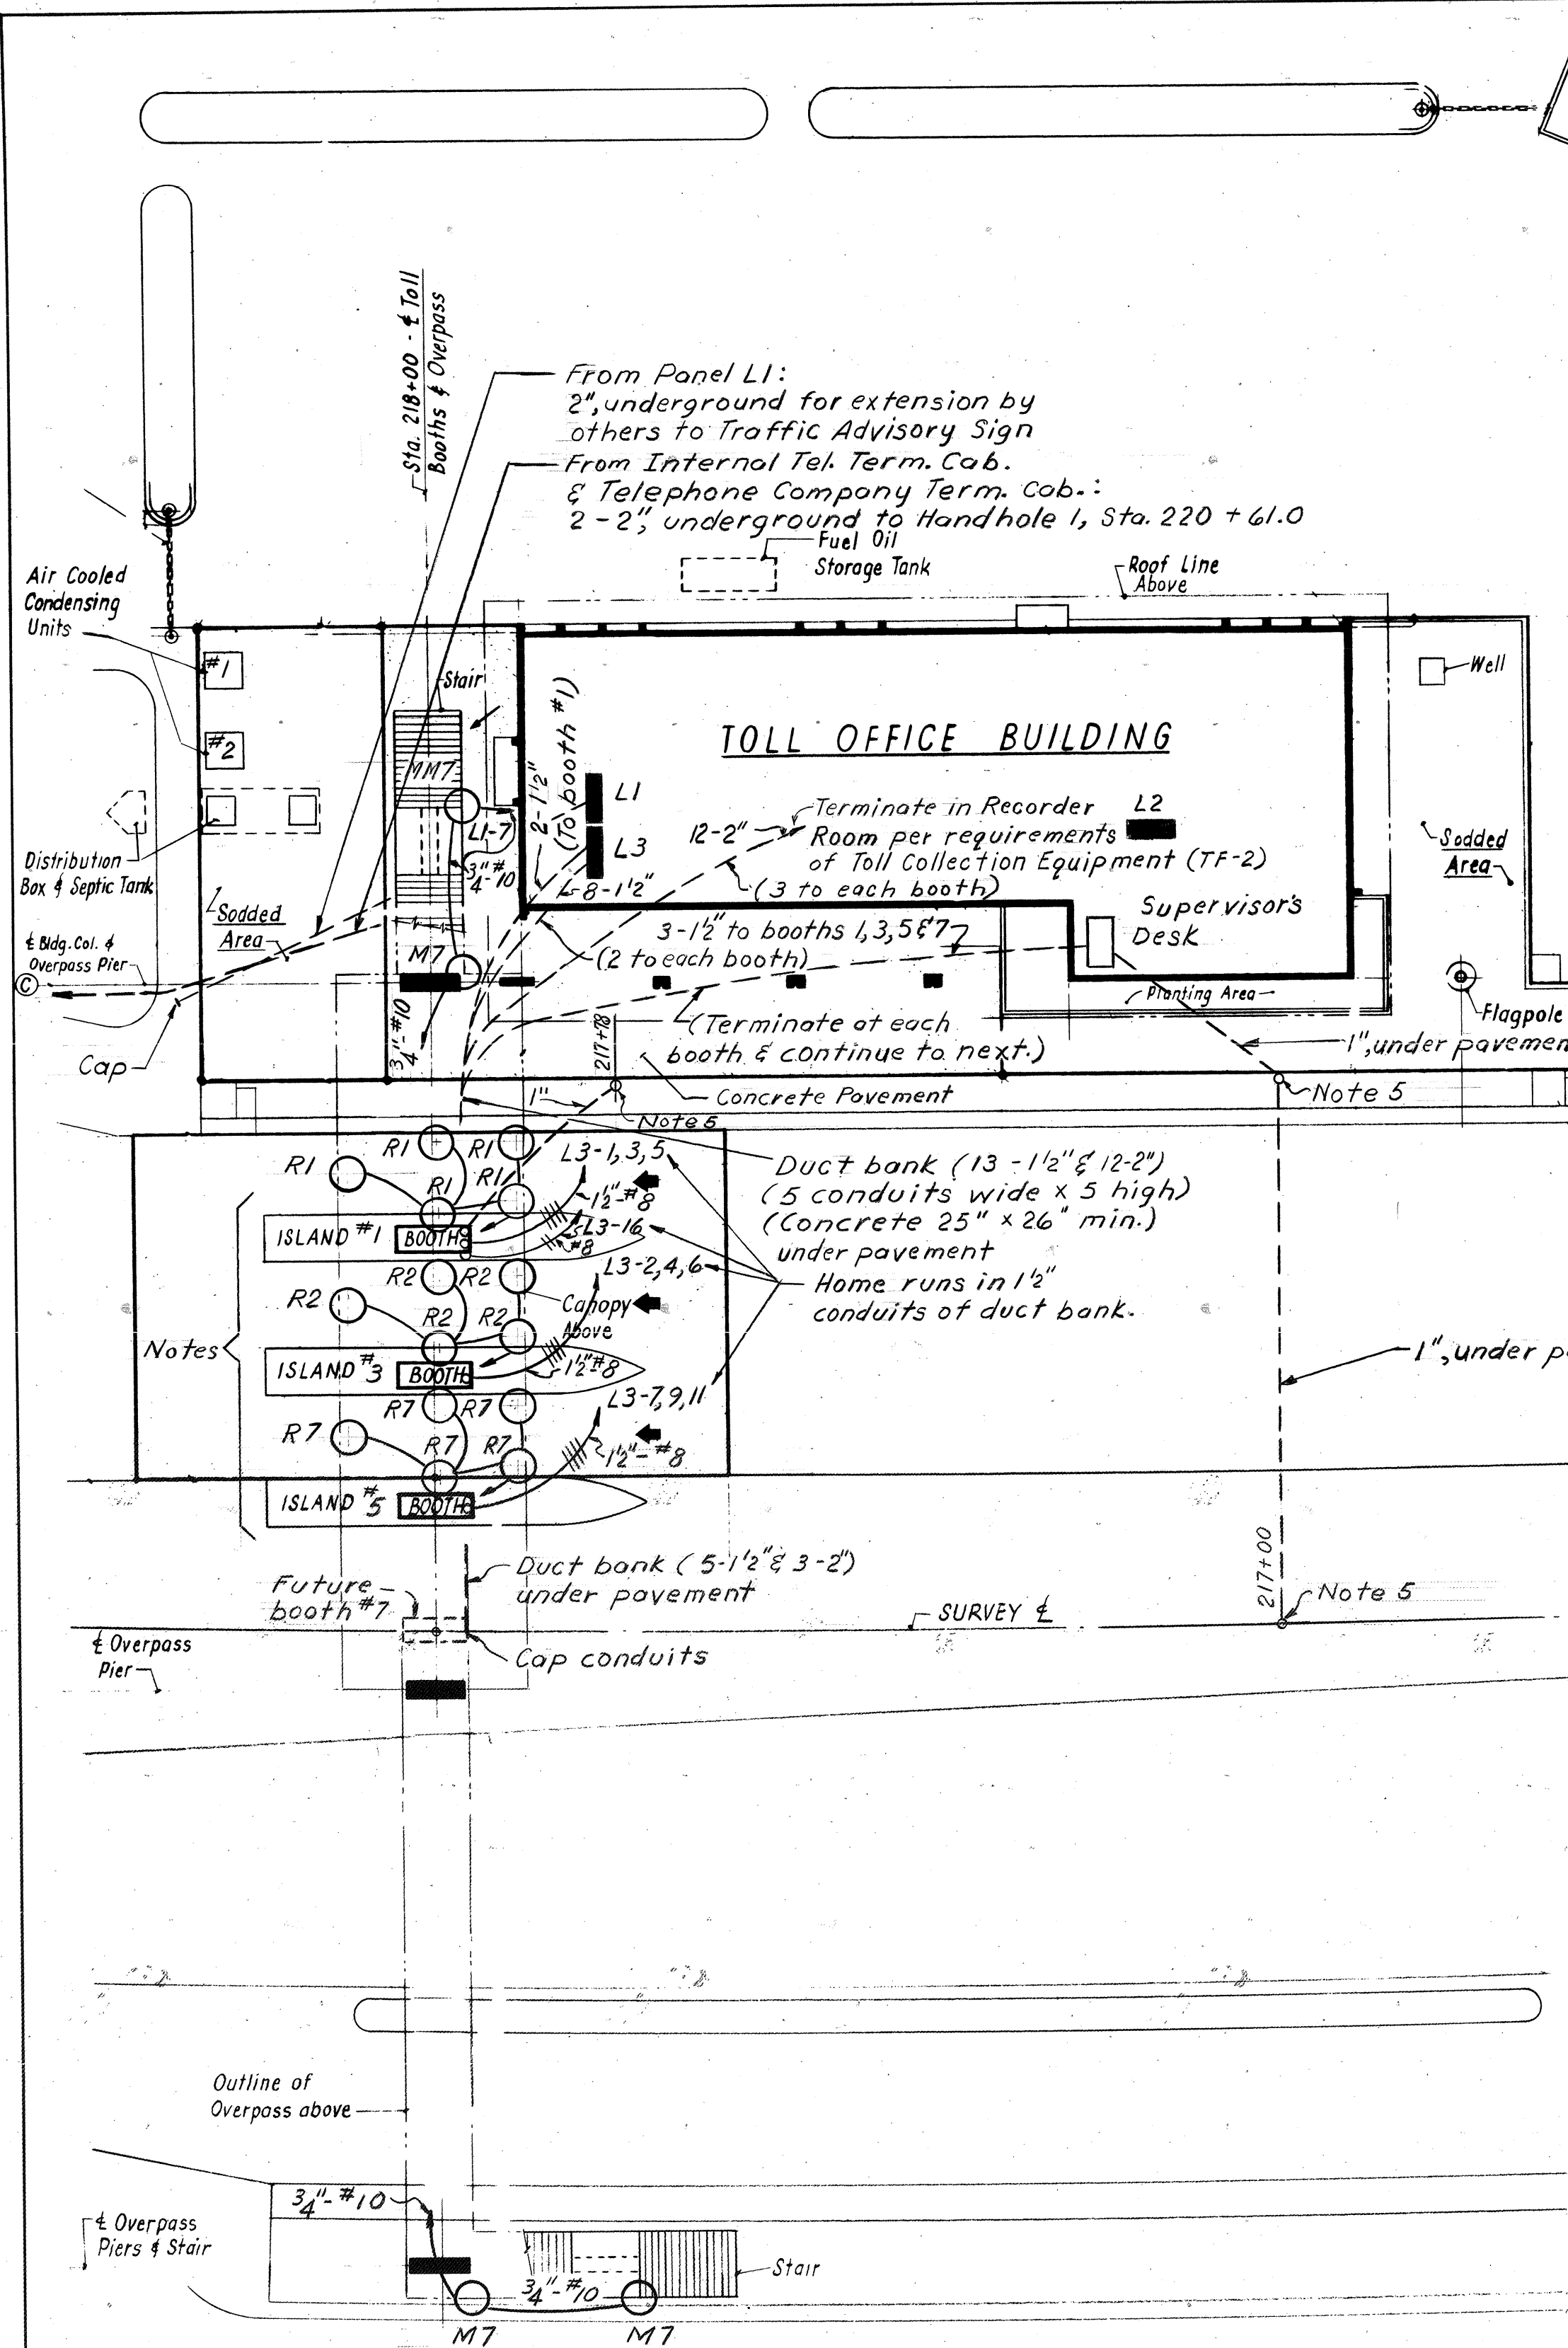 Sta. 218+00 - ℄ Toll
Booths & Overpass
From Panel L1:
2", underground for extension by
others to Traffic Advisory Sign
From Internal Tel. Term. Cab.
& Telephone Company Term. Cab.:
2-2", underground to Handhole 1, Sta. 220 + 61.0
Fuel Oil
Storage Tank
Roof Line
Above
Air Cooled
Condensing
Units
#1
#2
Stair
Well
TOLL OFFICE BUILDING
2-1½"
(To booth #1)
MM7
L1
L1-7
L3
¾"-#10
8-1½"
12-2"
Terminate in Recorder
Room per requirements
of Toll Collection Equipment (TF-2)
L2
(3 to each booth)
Distribution
Box & Septic Tank
Sodded
Area
Sodded
Area
Supervisor's
Desk
3-1½" to booths 1,3,5&7
(2 to each booth)
℄ Bldg. Col. &
Overpass Pier
C
M7
Planting Area
Flagpole
¾"-#10
(Terminate at each
booth & continue to next.)
217+78
1", under pavemen
Cap
1"
Concrete Pavement
Note 5
Note 5
R1
R1
R1
R1
R1
L3-1,3,5
1½"-#8
ISLAND #1
BOOTH
L3-16
#8
Duct bank (13-1½" & 12-2")
(5 conduits wide x 5 high)
(Concrete 25" x 26" min.)
under pavement
R2
R2
R2
R2
R2
L3-2,4,6
Home runs in 1½"
conduits of duct bank.
Canopy
Above
Notes
ISLAND #3
BOOTH
1½"-#8
1", under p
R7
R7
R7
R7
R7
L3-7,9,11
1½"-#8
ISLAND #5
BOOTH
Duct bank (5-1½" & 3-2")
under pavement
Future
booth #7
217+00
Note 5
SURVEY ℄
℄ Overpass
Pier
Cap conduits
Outline of
Overpass above
¾"-#10
℄ Overpass
Piers & Stair
Stair
¾"-#10
M7
M7